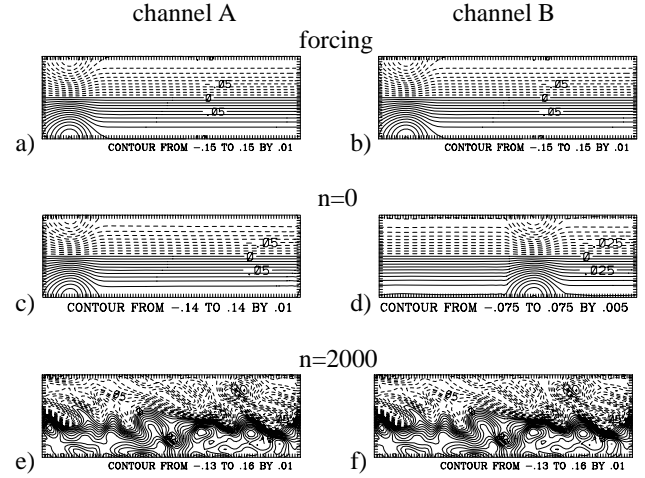 channel A channel B
forcing
-.05 -.05
0 0
.05 .05
a) b)
CONTOUR FROM -.15 TO .15 BY .01 CONTOUR FROM -.15 TO .15 BY .01
n=0
-.05 -.025
0 0
.05 .025
c) d)
CONTOUR FROM -.14 TO .14 BY .01 CONTOUR FROM -.075 TO .075 BY .005
n=2000
e) f)
CONTOUR FROM -.13 TO .16 BY .01 CONTOUR FROM -.13 TO .16 BY .01